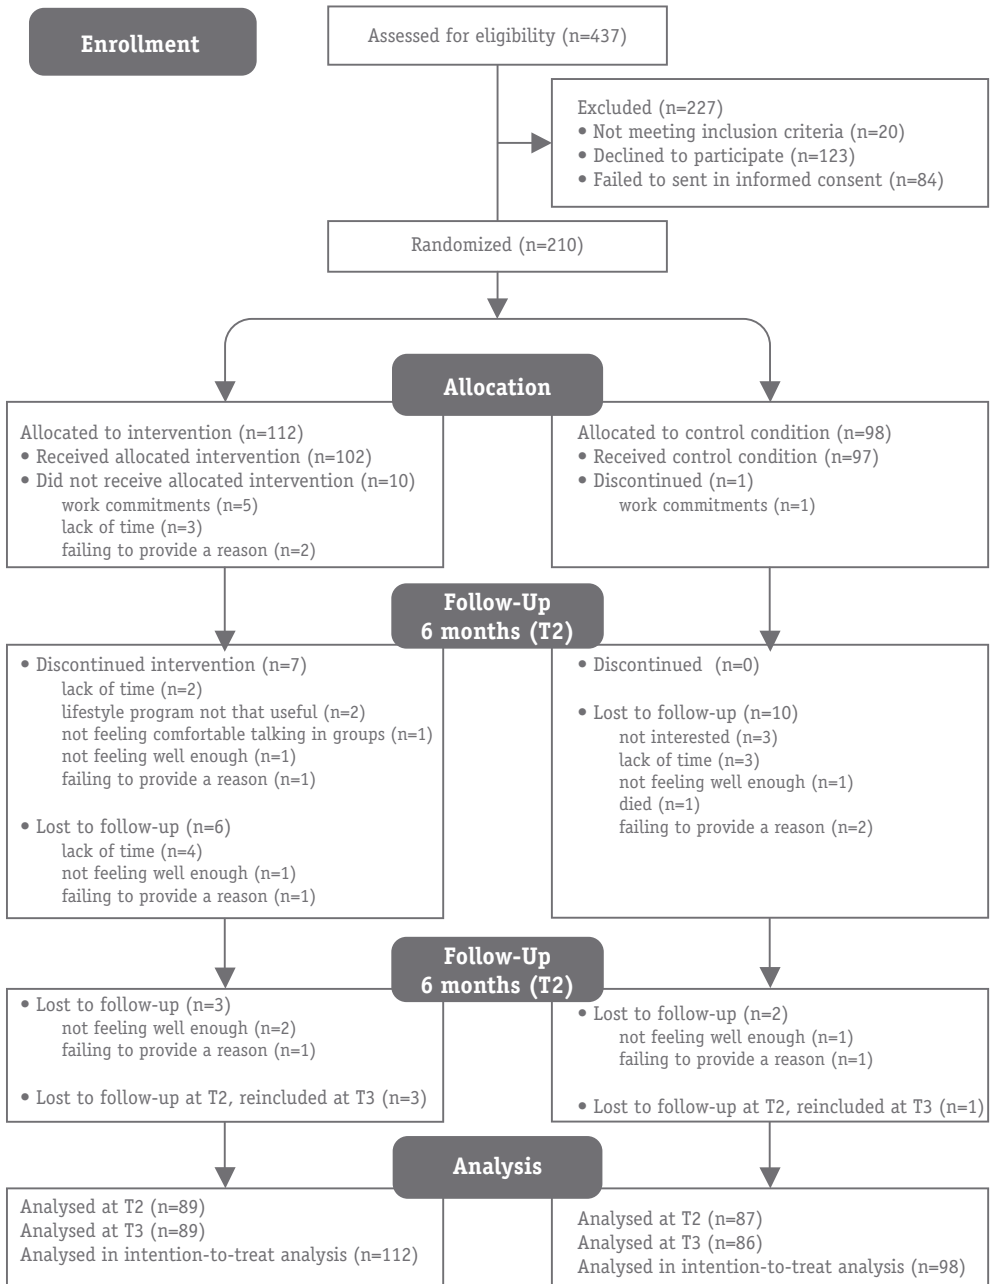 Enrollment
Assessed for eligibility (n=437)
Excluded (n=227)
• Not meeting inclusion criteria (n=20)
• Declined to participate (n=123)
• Failed to sent in informed consent (n=84)
Randomized (n=210)
Allocation
Allocated to intervention (n=112)
• Received allocated intervention (n=102)
• Did not receive allocated intervention (n=10)
work commitments (n=5)
lack of time (n=3)
failing to provide a reason (n=2)
Allocated to control condition (n=98)
• Received control condition (n=97)
• Discontinued (n=1)
work commitments (n=1)
Follow-Up
6 months (T2)
• Discontinued intervention (n=7)
lack of time (n=2)
lifestyle program not that useful (n=2)
not feeling comfortable talking in groups (n=1)
not feeling well enough (n=1)
failing to provide a reason (n=1)
• Lost to follow-up (n=6)
lack of time (n=4)
not feeling well enough (n=1)
failing to provide a reason (n=1)
• Discontinued (n=0)
• Lost to follow-up (n=10)
not interested (n=3)
lack of time (n=3)
not feeling well enough (n=1)
died (n=1)
failing to provide a reason (n=2)
Follow-Up
6 months (T2)
• Lost to follow-up (n=3)
not feeling well enough (n=2)
failing to provide a reason (n=1)
• Lost to follow-up at T2, reincluded at T3 (n=3)
• Lost to follow-up (n=2)
not feeling well enough (n=1)
failing to provide a reason (n=1)
• Lost to follow-up at T2, reincluded at T3 (n=1)
Analysis
Analysed at T2 (n=89)
Analysed at T3 (n=89)
Analysed in intention-to-treat analysis (n=112)
Analysed at T2 (n=87)
Analysed at T3 (n=86)
Analysed in intention-to-treat analysis (n=98)